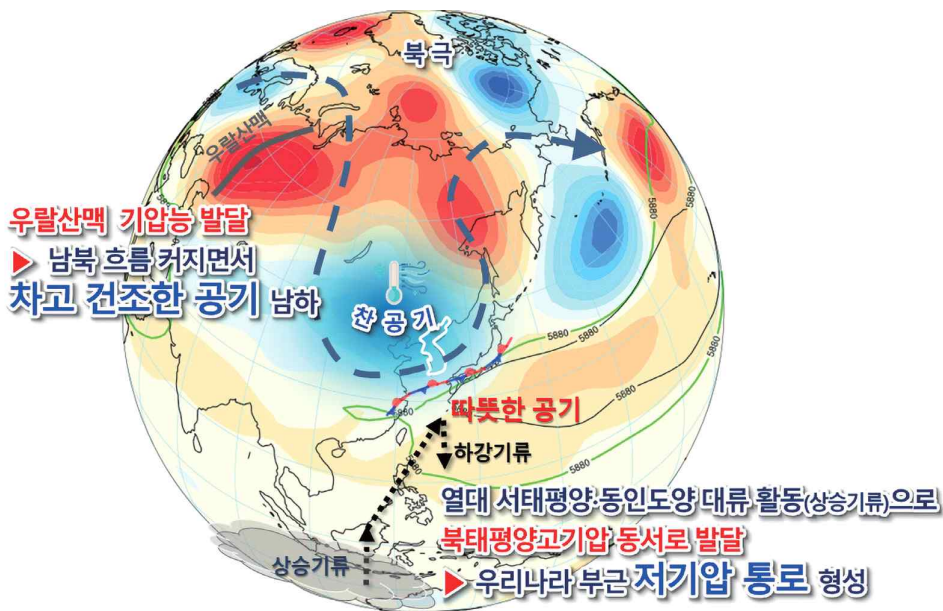 북극
우랄산맥
우랄산맥 기압능 발달
▶ 남북 흐름 커지면서
차고 건조한 공기 남하
찬공기
5880
5880
5880
5880
5880
5880
따뜻한 공기
하강기류
상승기류
열대 서태평양·동인도양 대류 활동(상승기류)으로
북태평양고기압 동서로 발달
▶ 우리나라 부근 저기압 통로 형성